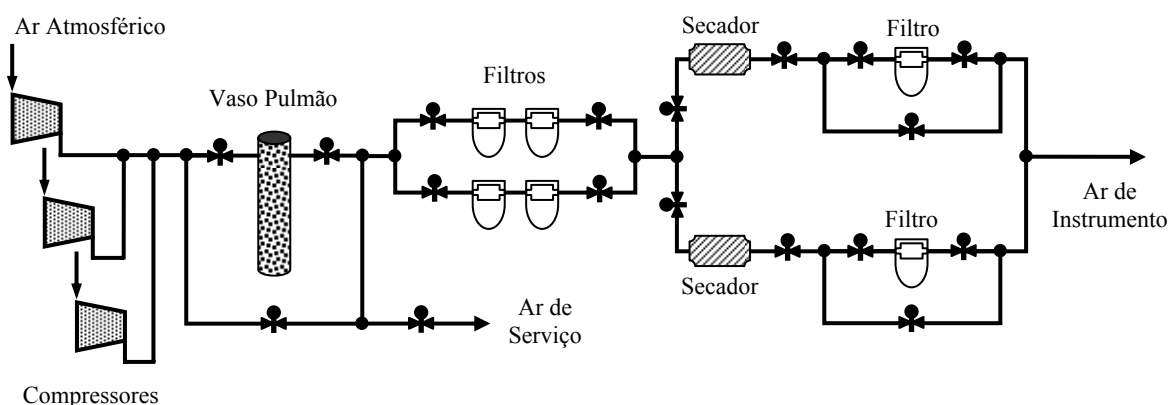 Ar Atmosférico
Vaso Pulmão
Filtros
Secador
Filtro
Ar de
Instrumento
Filtro
Secador
Ar de
Serviço
Compressores